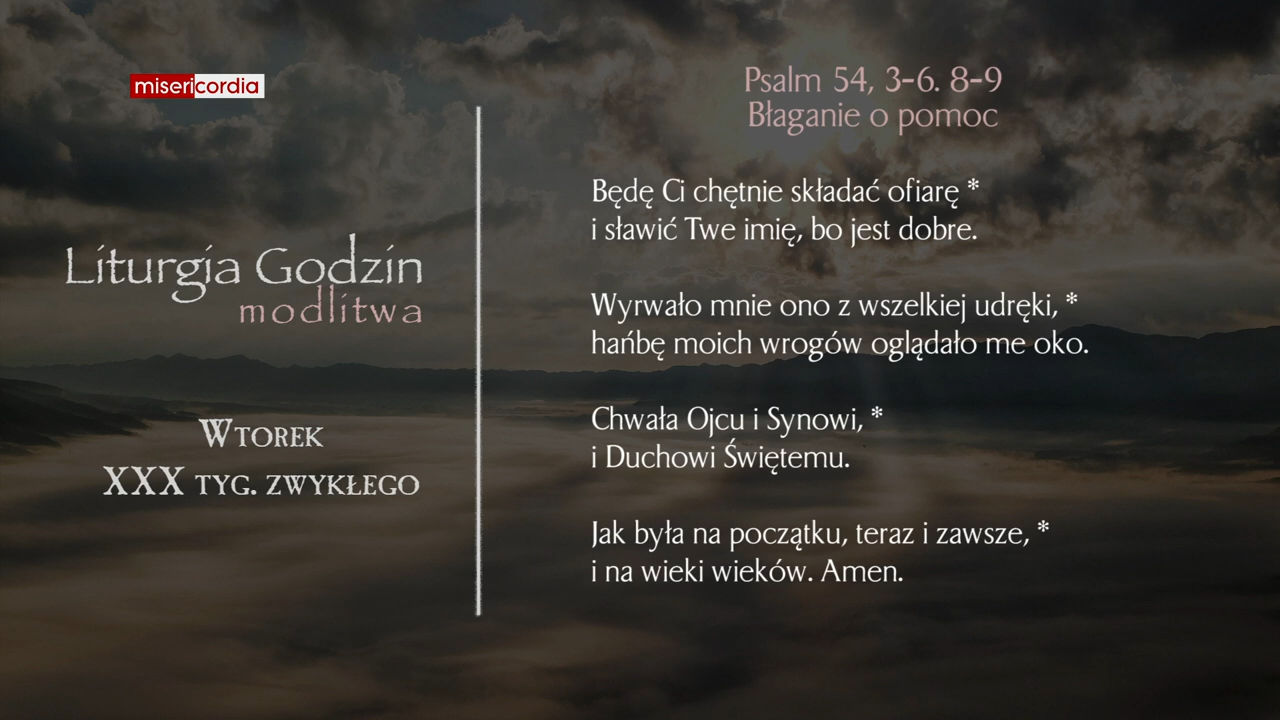 misericordia
Liturgia Godzin
modlitwa
Wtorek
XXX tyg. zwykłego
Psalm 54, 3-6. 8-9
Błaganie o pomoc
Będę Ci chętnie składać ofiarę *
i sławić Twe imię, bo jest dobre.
Wyrwało mnie ono z wszelkiej udręki, *
hańbę moich wrogów oglądało me oko.
Chwała Ojcu i Synowi, *
i Duchowi Świętemu.
Jak była na początku, teraz i zawsze, *
i na wieki wieków. Amen.